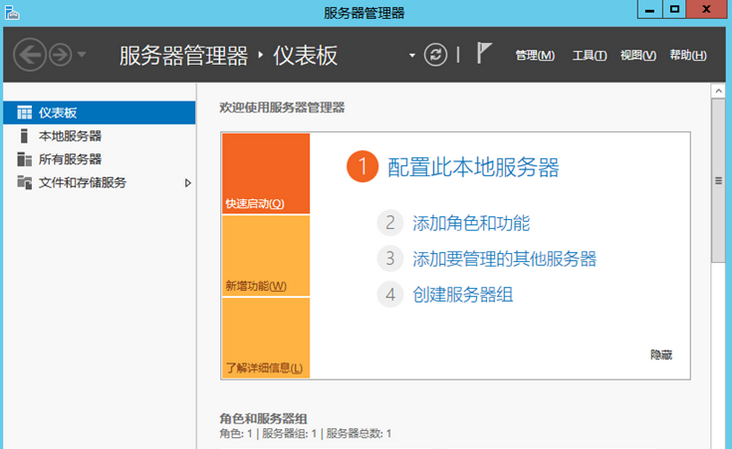 服务器管理器
服务器管理器 · 仪表板
管理(M) 工具(T) 视图(V) 帮助(H)
仪表板
本地服务器
所有服务器
文件和存储服务
欢迎使用服务器管理器
快速启动(Q)
新增功能(W)
了解详细信息(L)
1 配置此本地服务器
2 添加角色和功能
3 添加要管理的其他服务器
4 创建服务器组
隐藏
角色和服务器组
角色: 1 | 服务器组: 1 | 服务器总数: 1